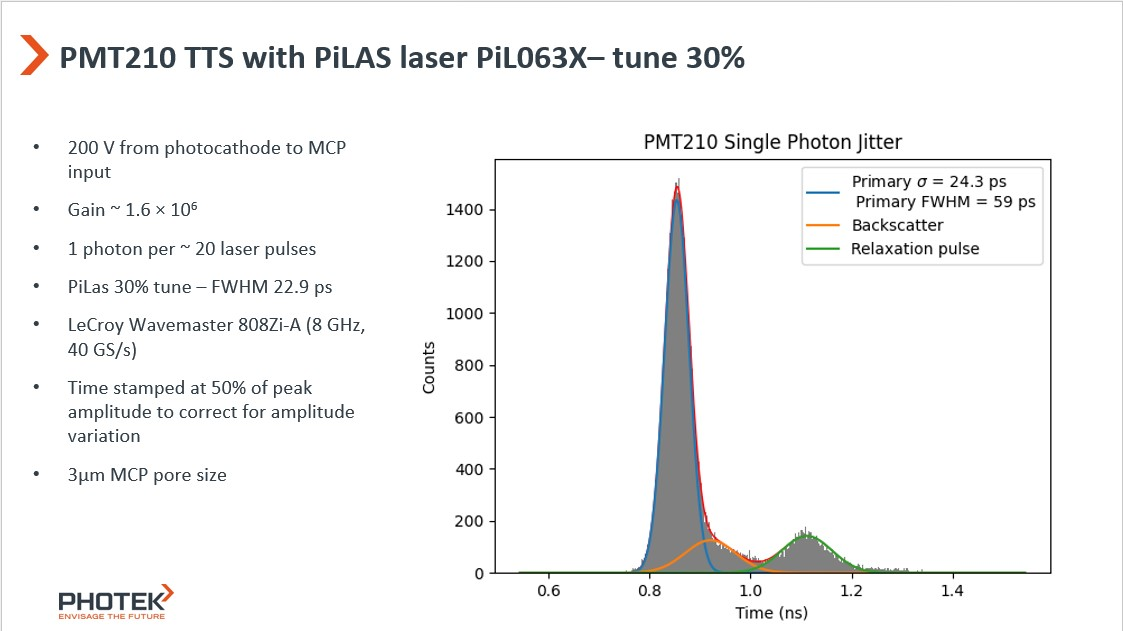 PMT210 TTS with PiLAS laser PiL063X– tune 30%
• 200 V from photocathode to MCP
input
• Gain ~ 1.6 × 10⁶
• 1 photon per ~ 20 laser pulses
• PiLas 30% tune – FWHM 22.9 ps
• LeCroy Wavemaster 808Zi-A (8 GHz,
40 GS/s)
• Time stamped at 50% of peak
amplitude to correct for amplitude
variation
• 3µm MCP pore size
PHOTEK
ENVISAGE THE FUTURE
PMT210 Single Photon Jitter
Primary σ = 24.3 ps
Primary FWHM = 59 ps
Backscatter
Relaxation pulse
Counts
1400
1200
1000
800
600
400
200
0
0.6 0.8 1.0 1.2 1.4
Time (ns)